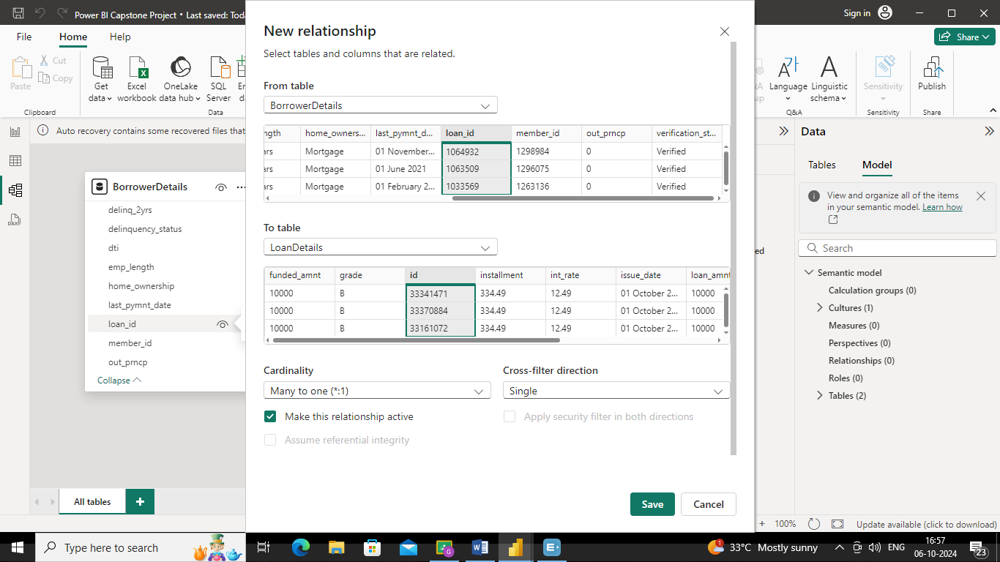 Power BI Capstone Project • Last saved: Toda
Sign in
File Home Help
Share
Paste
Cut
Copy
Clipboard
Get data
Excel workbook
OneLake data hub
SQL Server
Data
Language
Linguistic schema
Q&A
Sensitivity
Sensitivity
Publish
Share
Auto recovery contains some recovered files that
BorrowerDetails
delinq_2yrs
delinquency_status
dti
emp_length
home_ownership
last_pymnt_date
loan_id
member_id
out_prncp
Collapse
All tables
New relationship
Select tables and columns that are related.
From table
BorrowerDetails
ngth home_owners... last_pymnt_d... loan_id member_id out_prncp verification_st...
ars Mortgage 01 November... 1064932 1298984 0 Verified
ars Mortgage 01 June 2021 1063509 1296075 0 Verified
ars Mortgage 01 February 2... 1033569 1263136 0 Verified
To table
LoanDetails
funded_amnt grade id installment int_rate issue_date loan_amnt
10000 B 33341471 334.49 12.49 01 October 2... 10000
10000 B 33370884 334.49 12.49 01 October 2... 10000
10000 B 33161072 334.49 12.49 01 October 2... 10000
Cardinality
Many to one (*:1)
Cross-filter direction
Single
Make this relationship active
Apply security filter in both directions
Assume referential integrity
Save Cancel
Data
Tables Model
View and organize all of the items
in your semantic model. Learn how
Search
Semantic model
Calculation groups (0)
Cultures (1)
Measures (0)
Perspectives (0)
Relationships (0)
Roles (0)
Tables (2)
+ 100%
Update available (click to download)
Type here to search
1
33°C Mostly sunny
ENG
16:57
06-10-2024
23